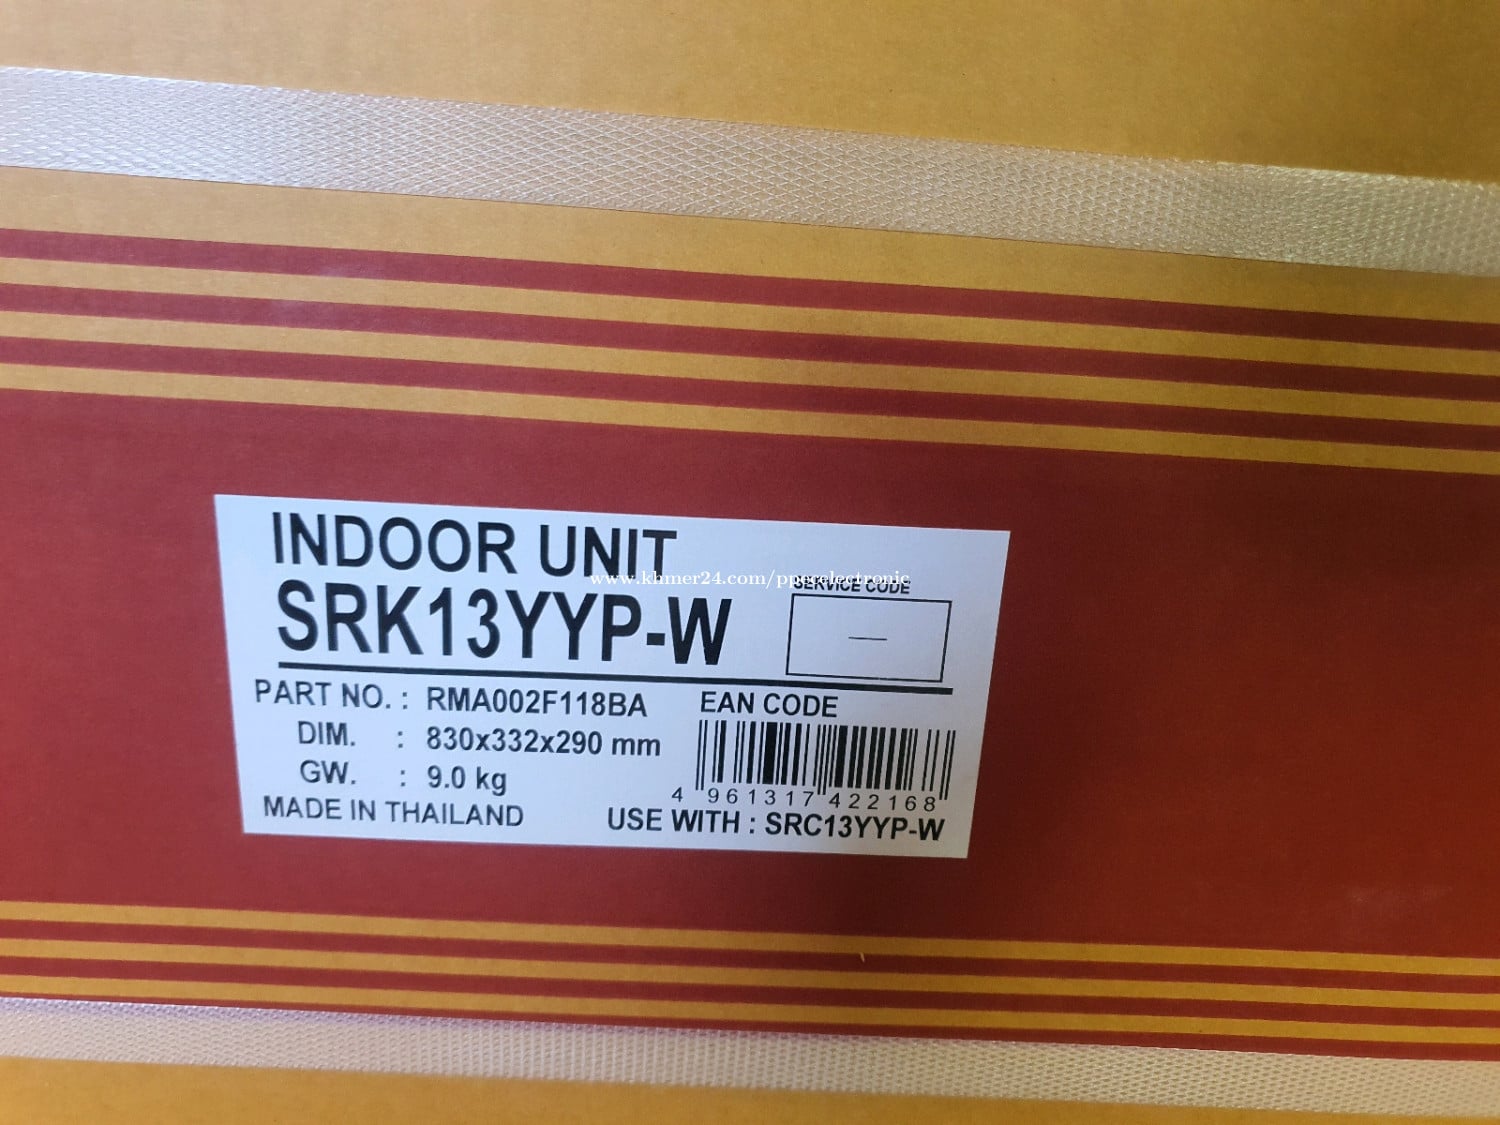 INDOOR UNIT
www.khmer24.com/ppecelectronic
SRK13YYP-W
SERVICE CODE
—
PART NO. : RMA002F118BA
DIM. : 830x332x290 mm
GW. : 9.0 kg
MADE IN THAILAND
EAN CODE
4 961317 422168
USE WITH : SRC13YYP-W